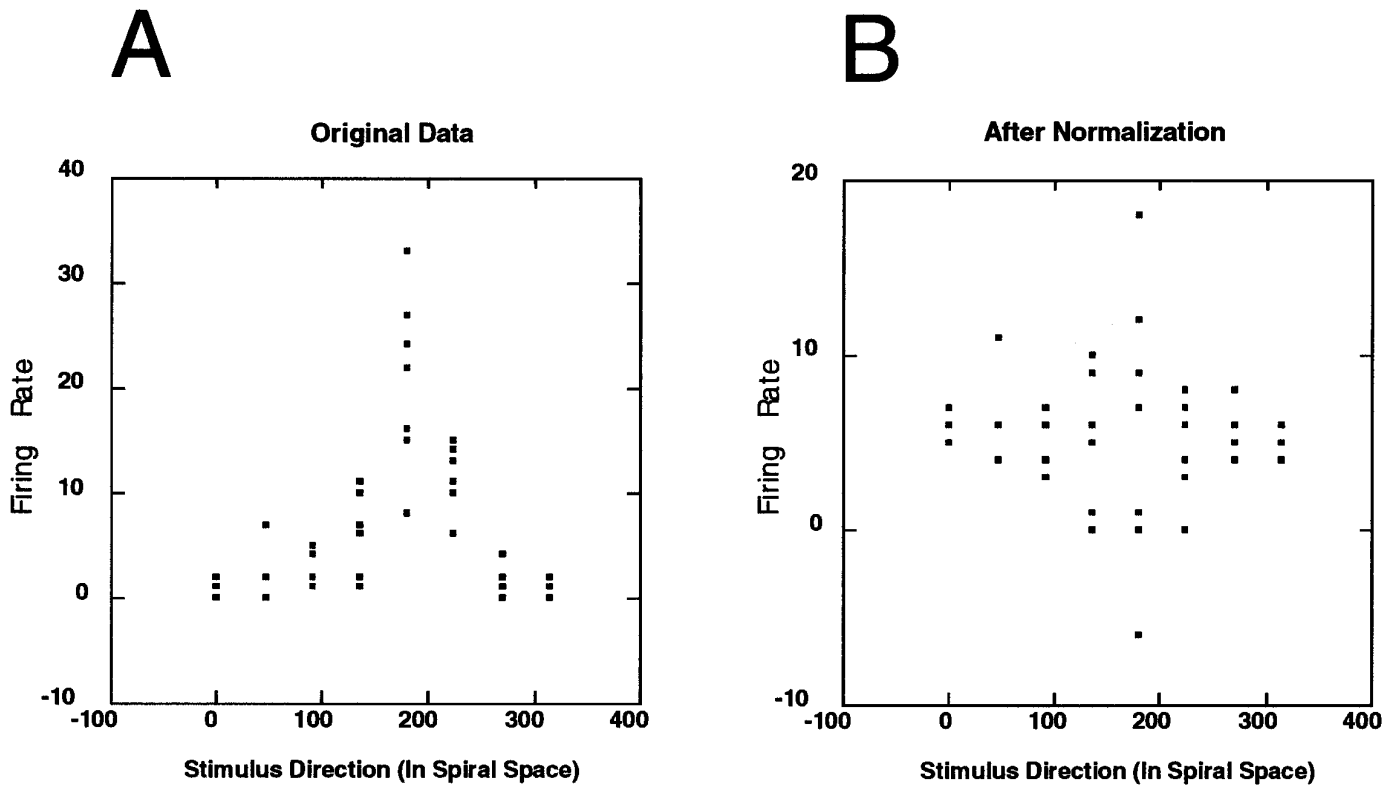 A
B
Original Data
After Normalization
40
30
20
10
0
-10
-100
0
100
200
300
400
Firing Rate
Stimulus Direction (In Spiral Space)
20
10
0
-10
-100
0
100
200
300
400
Firing Rate
Stimulus Direction (In Spiral Space)